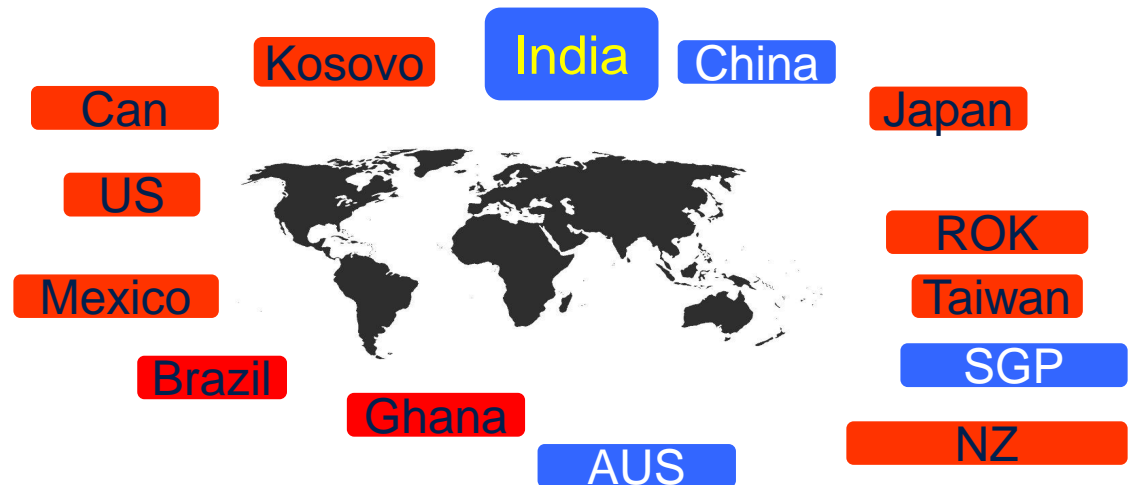 India
Kosovo
China
Can
Japan
US
ROK
Mexico
Taiwan
Brazil
SGP
Ghana
NZ
AUS